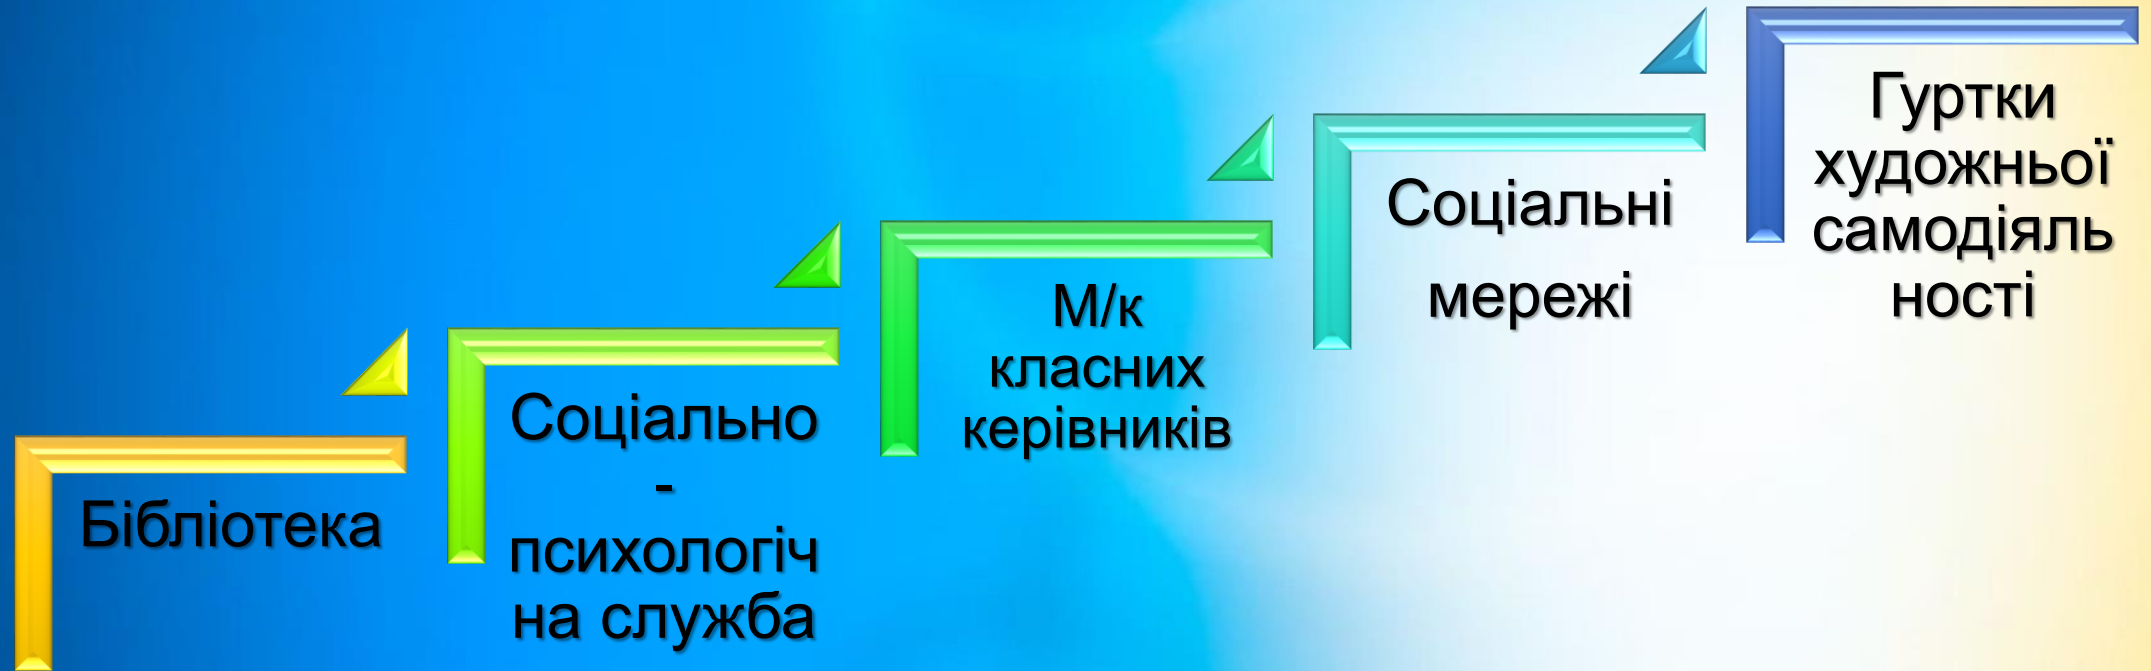 Бібліотека
Соціально
-
психологіч
на служба
М/к
класних
керівників
Соціальні
мережі
Гуртки
художньої
самодіяль
ності